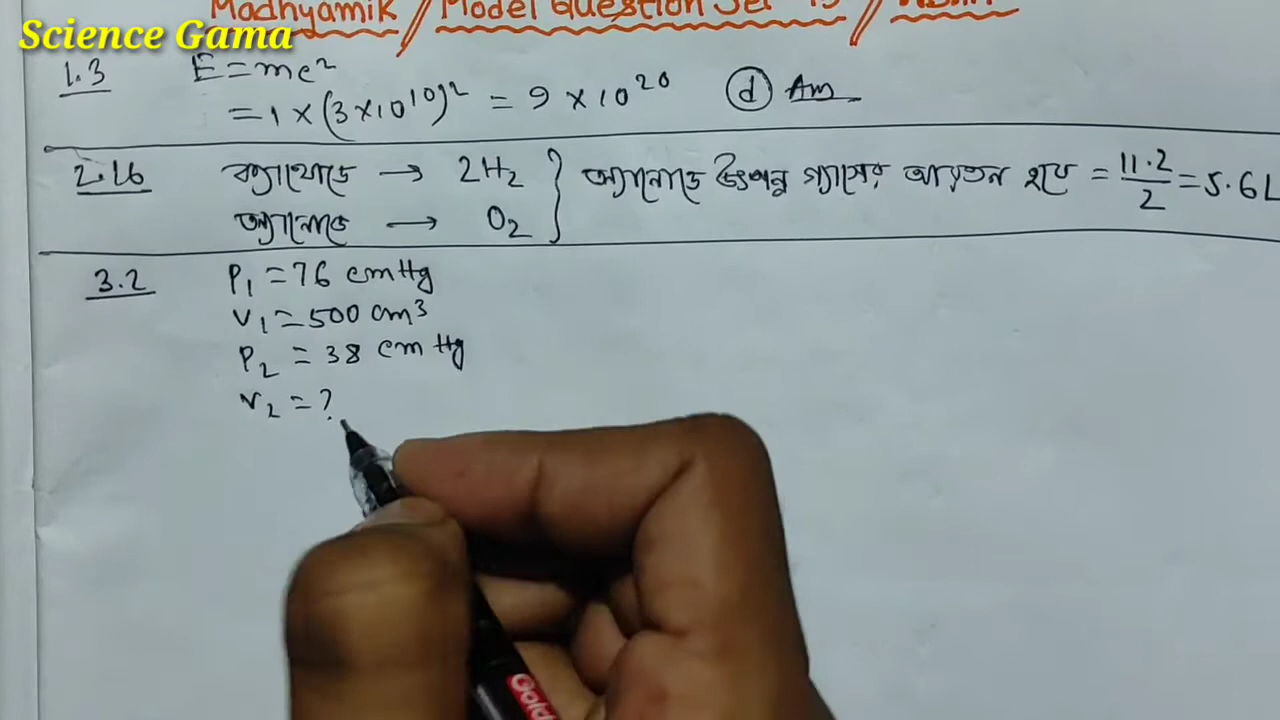 Madhyamik / Model Question Set
Science Gama
1.3 E = mc²
= 1 × (3×10¹⁰)² = 9 × 10²⁰ (d) Ans
2.16 ক্যাথোডে → 2H₂ } অ্যানোডে উৎপন্ন গ্যাসের আয়তন হবে = 11.2/2 = 5.6L
অ্যানোডে → O₂
3.2 P₁ = 76 cmHg
V₁ = 500 cm³
P₂ = 38 cm Hg
V₂ = ?
Gold